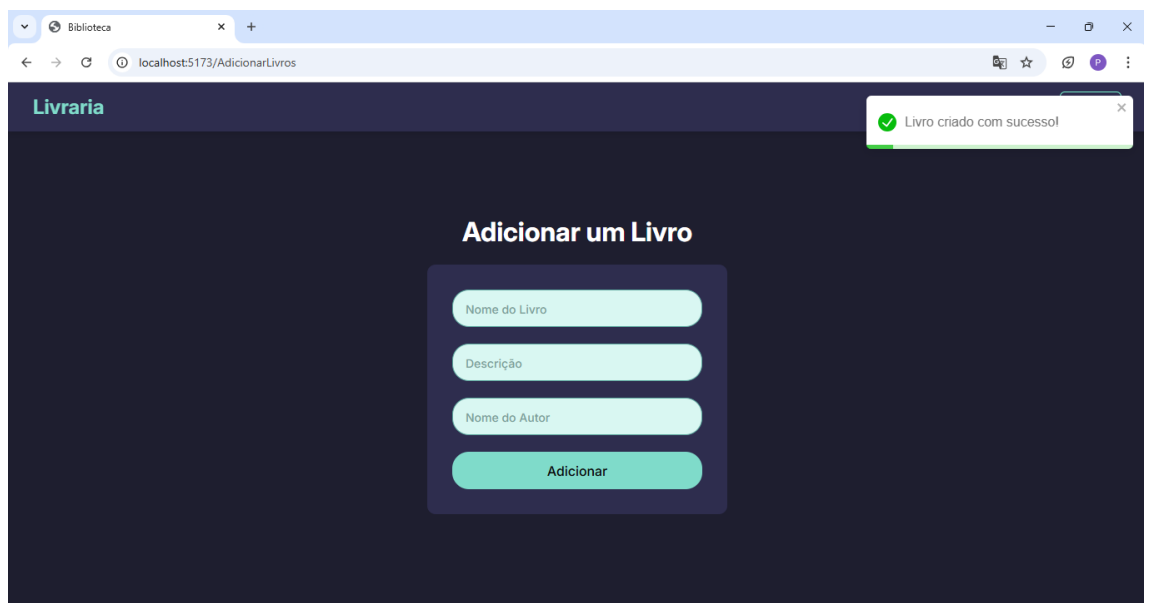 Biblioteca
localhost:5173/AdicionarLivros
P
Livraria
Livro criado com sucesso!
Adicionar um Livro
Nome do Livro
Descrição
Nome do Autor
Adicionar